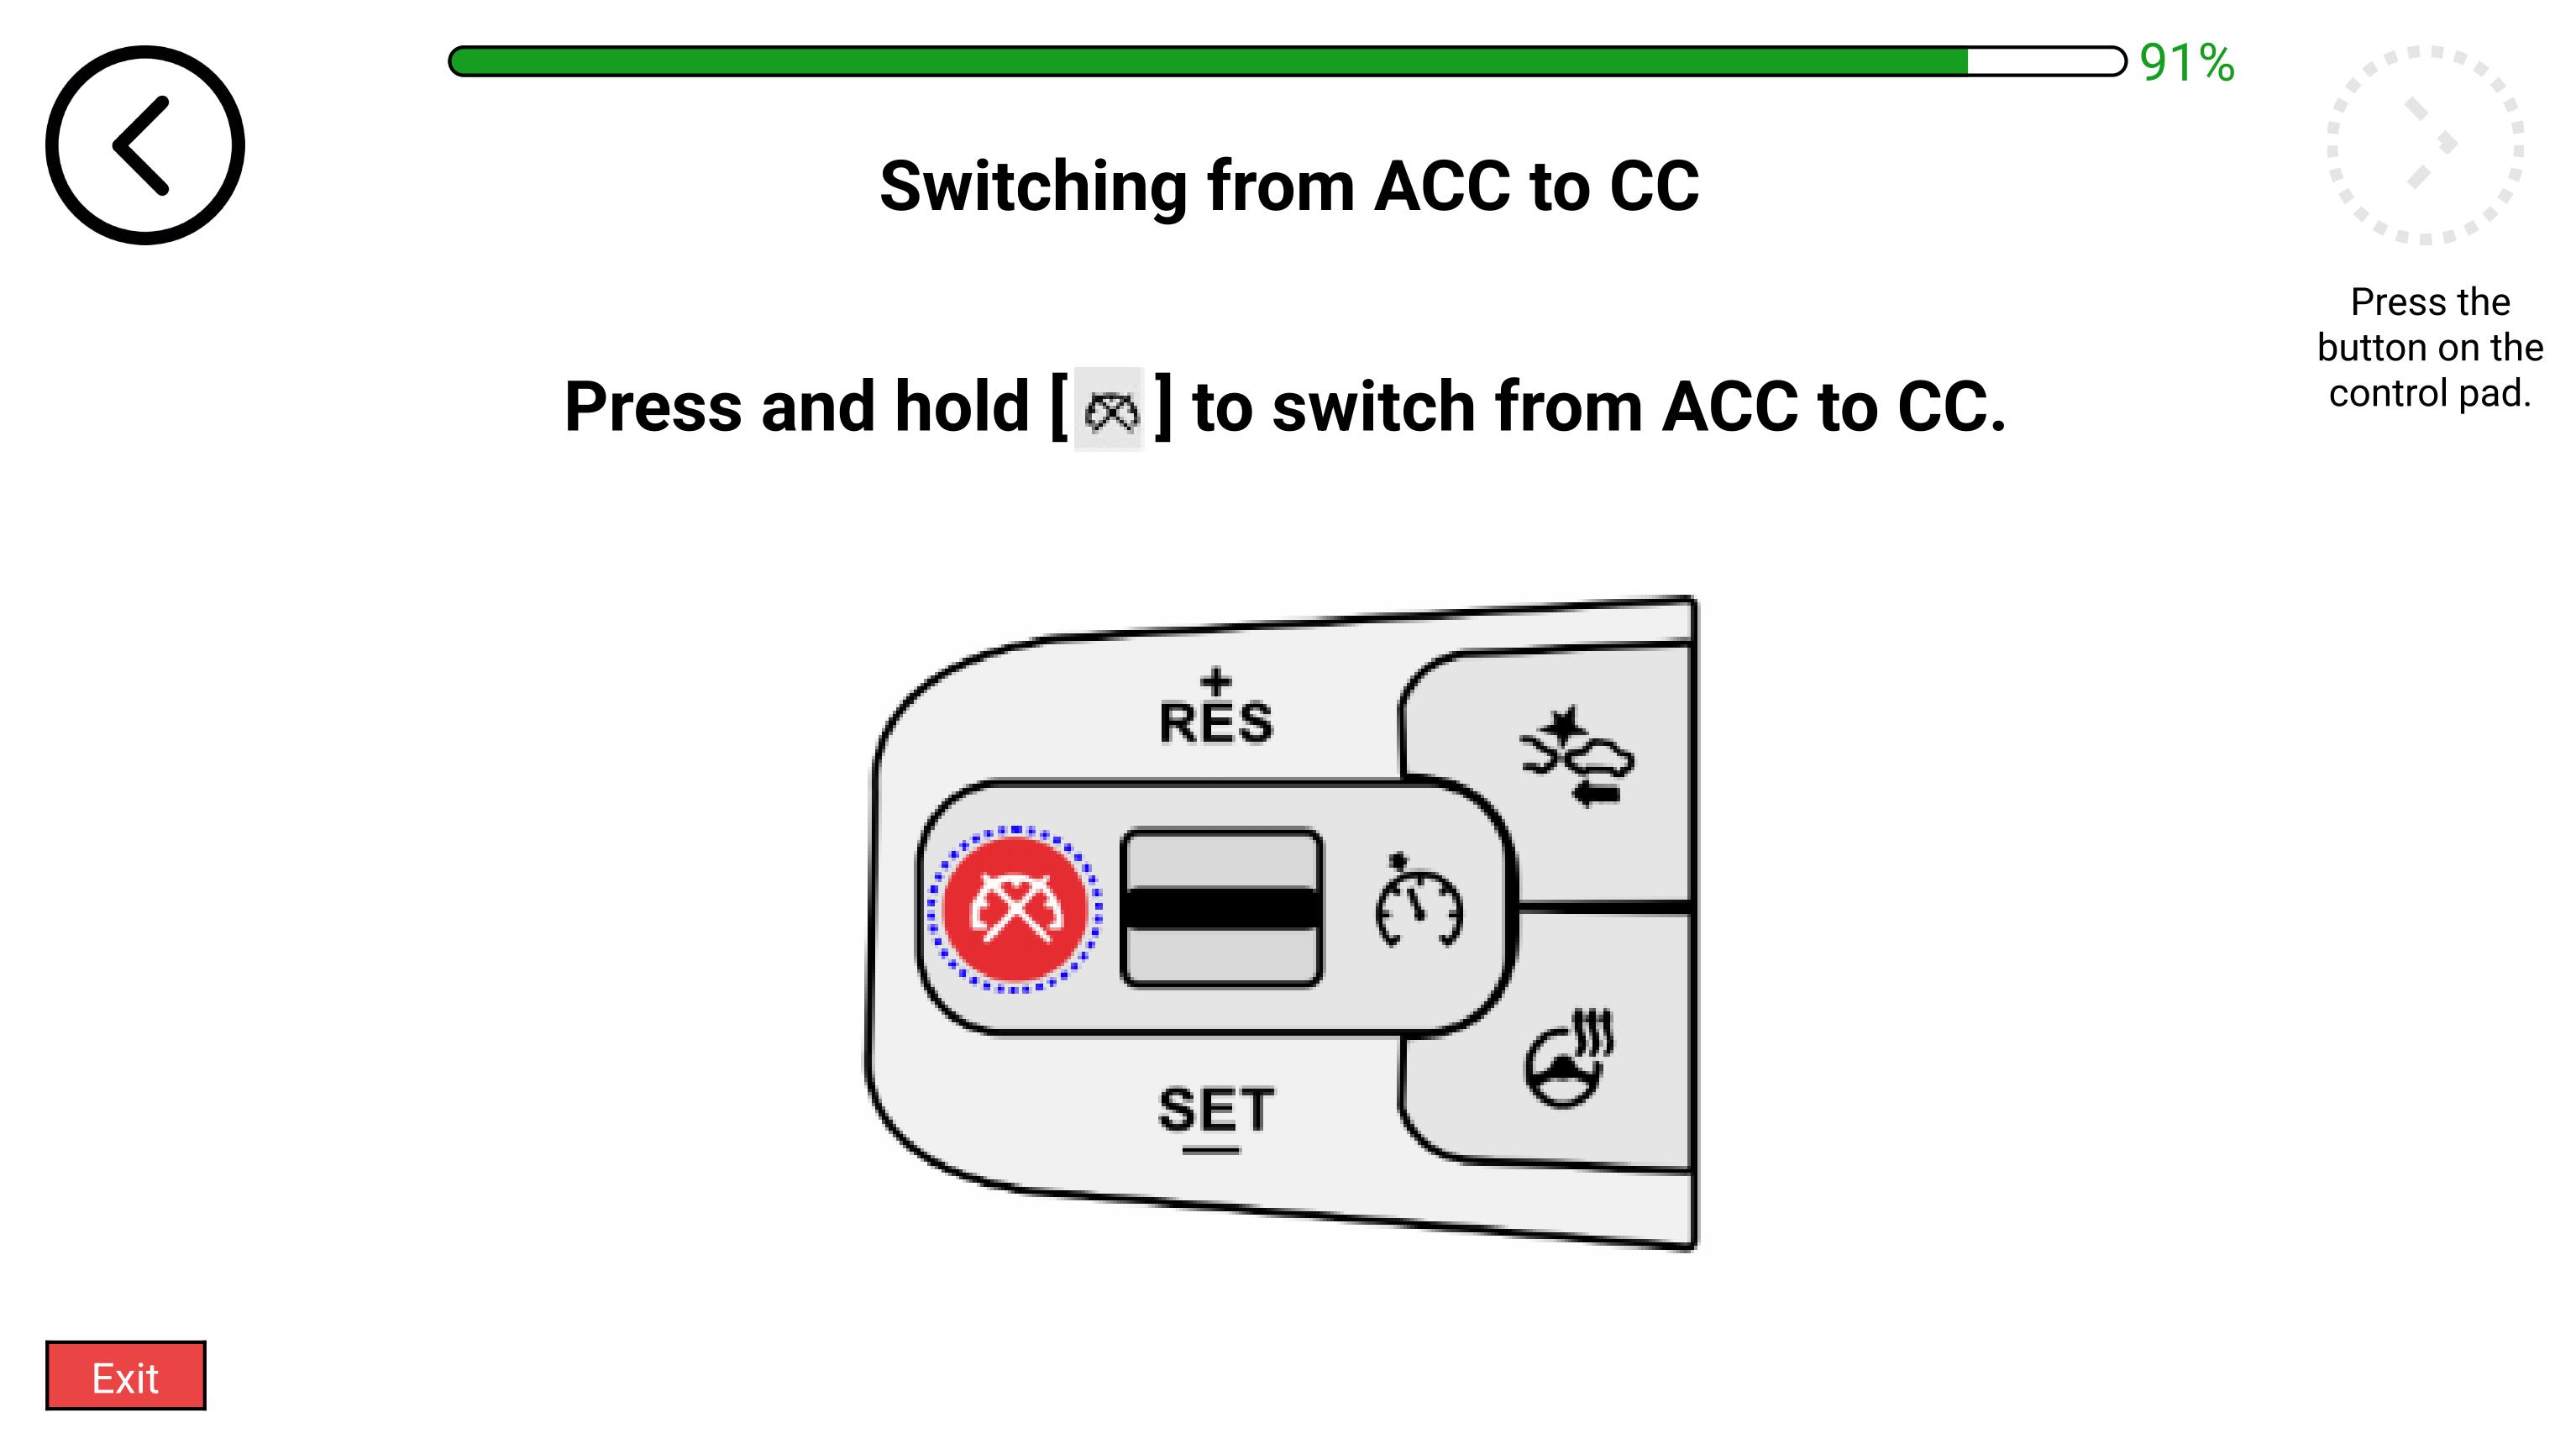 91%
Switching from ACC to CC
Press the
button on the
control pad.
Press and hold [ ] to switch from ACC to CC.
+
RES
SET
—
Exit